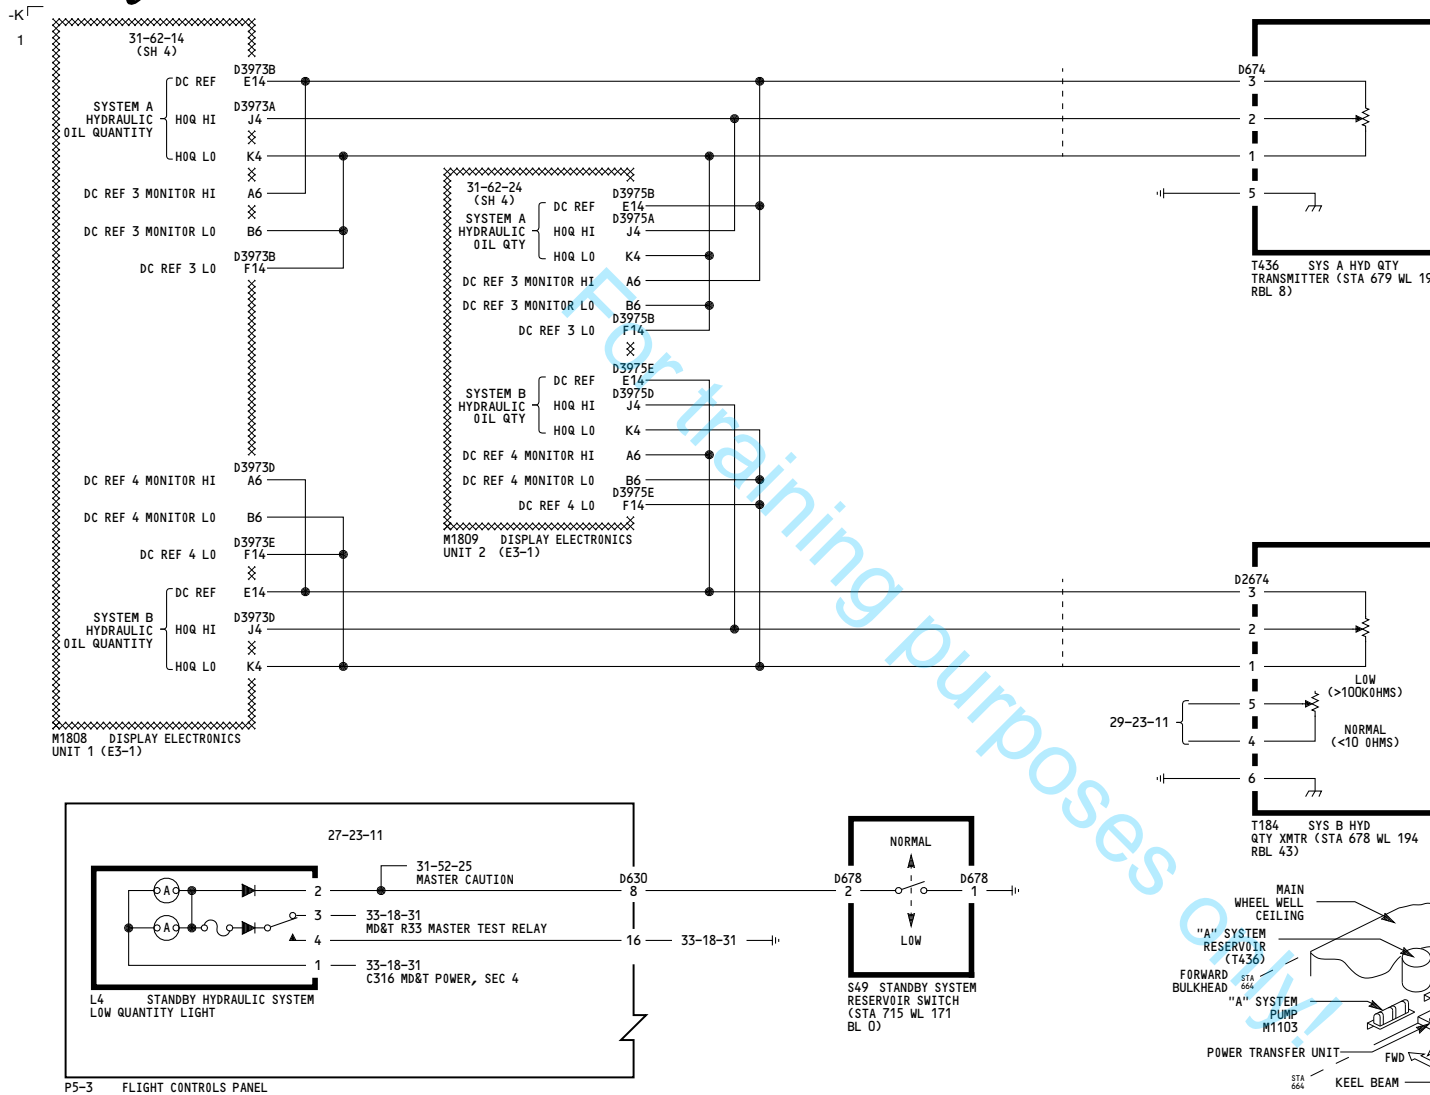 -K
1
31-62-14
(SH 4)
D3973B
DC REF E14
SYSTEM A
HYDRAULIC
OIL QUANTITY
D3973A
HOQ HI J4
HOQ LO K4
DC REF 3 MONITOR HI A6
DC REF 3 MONITOR LO B6
D3973B
DC REF 3 LO F14
D3973D
DC REF 4 MONITOR HI A6
DC REF 4 MONITOR LO B6
D3973E
DC REF 4 LO F14
DC REF E14
SYSTEM B
HYDRAULIC
OIL QUANTITY
D3973D
HOQ HI J4
HOQ LO K4
M1808 DISPLAY ELECTRONICS
UNIT 1 (E3-1)
31-62-24
(SH 4)
D3975B
DC REF E14
SYSTEM A
HYDRAULIC
OIL QTY
D3975A
HOQ HI J4
HOQ LO K4
DC REF 3 MONITOR HI A6
DC REF 3 MONITOR LO B6
D3975B
DC REF 3 LO F14
D3975E
DC REF E14
SYSTEM B
HYDRAULIC
OIL QTY
D3975D
HOQ HI J4
HOQ LO K4
DC REF 4 MONITOR HI A6
DC REF 4 MONITOR LO B6
D3975E
DC REF 4 LO F14
M1809 DISPLAY ELECTRONICS
UNIT 2 (E3-1)
D674
3
2
1
5
T436 SYS A HYD QTY
TRANSMITTER (STA 679 WL 19
RBL 8)
D2674
3
2
1
LOW
(>100KOHMS)
5
29-23-11
NORMAL
(<10 OHMS)
4
6
T184 SYS B HYD
QTY XMTR (STA 678 WL 194
RBL 43)
27-23-11
31-52-25
MASTER CAUTION
A
2
A
3 33-18-31
MD&T R33 MASTER TEST RELAY
4
1 33-18-31
C316 MD&T POWER, SEC 4
L4 STANDBY HYDRAULIC SYSTEM
LOW QUANTITY LIGHT
D630
8
16 33-18-31
P5-3 FLIGHT CONTROLS PANEL
NORMAL
D678
2
D678
1
LOW
S49 STANDBY SYSTEM
RESERVOIR SWITCH
(STA 715 WL 171
BL 0)
MAIN
WHEEL WELL
CEILING
"A" SYSTEM
RESERVOIR
(T436)
FORWARD
BULKHEAD
STA
664
"A" SYSTEM
PUMP
M1103
POWER TRANSFER UNIT
FWD
STA
664
KEEL BEAM
For training purposes only!